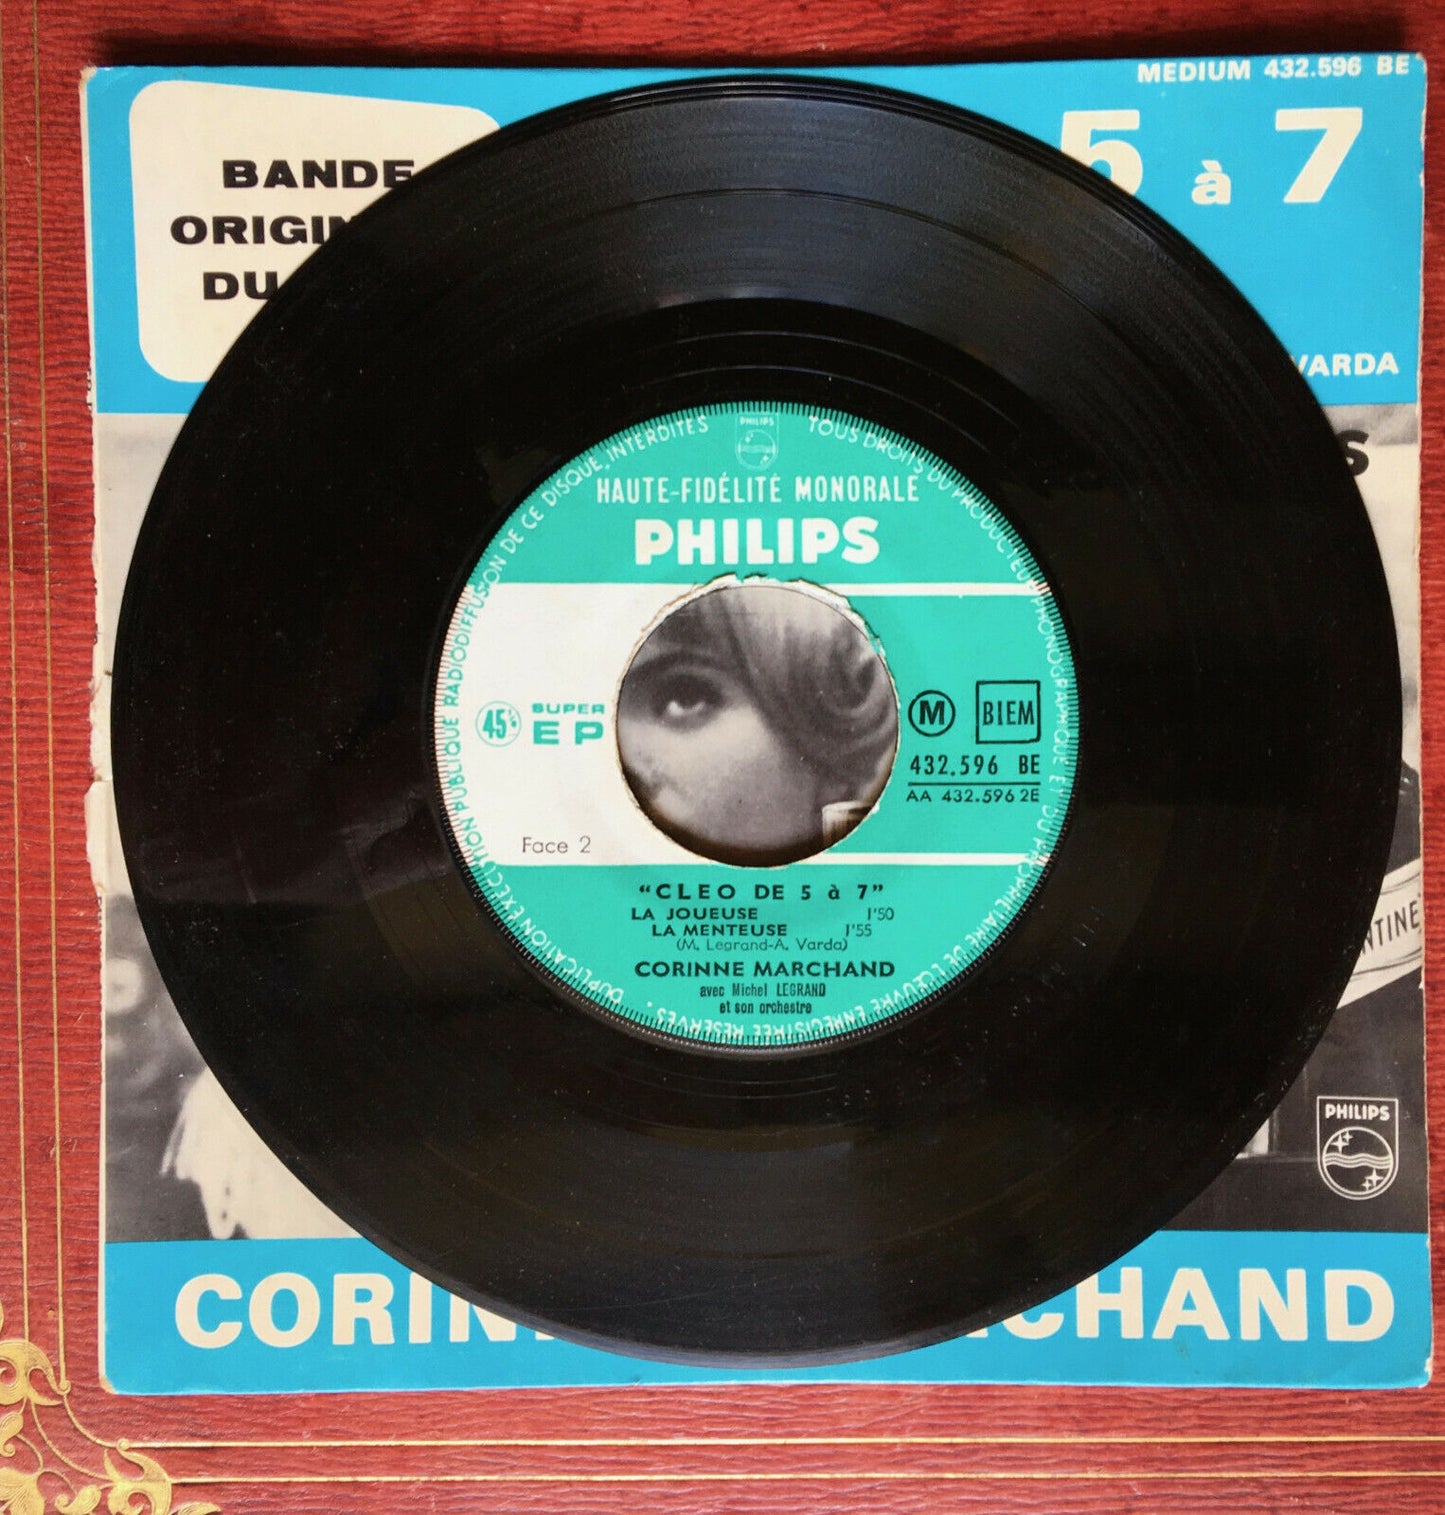 MEDIUM 432.596 BE
5 à 7
BANDE
ORIGI
DU
VARDA
S
PHILIPS
TOUS DROITS DU PRODUCTEUR PHONOGRAPHIQUE ET DU PROPRIÉTAIRE DE L'ŒUVRE ENREGISTRÉE RÉSERVÉS • DUPLICATION EXÉCUTION PUBLIQUE RADIODIFFUSION DE CE DISQUE, INTERDITES
HAUTE-FIDÉLITÉ MONORALE
PHILIPS
45 SUPER
EP
M BIEM
432.596 BE
AA 432.596 2E
Face 2
"CLEO DE 5 à 7"
LA JOUEUSE 1'50
LA MENTEUSE 1'55
(M. Legrand-A. Varda)
CORINNE MARCHAND
avec Michel LEGRAND
et son orchestre
NTINE
PHILIPS
CORIN CHAND